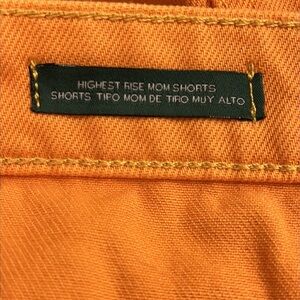 HIGHEST RISE MOM SHORTS
SHORTS TIPO MOM DE TIRO MUY ALTO